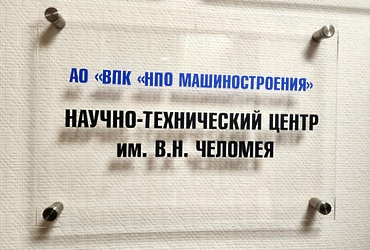 АО «ВПК «НПО МАШИНОСТРОЕНИЯ»
НАУЧНО-ТЕХНИЧЕСКИЙ ЦЕНТР
им. В.Н. ЧЕЛОМЕЯ